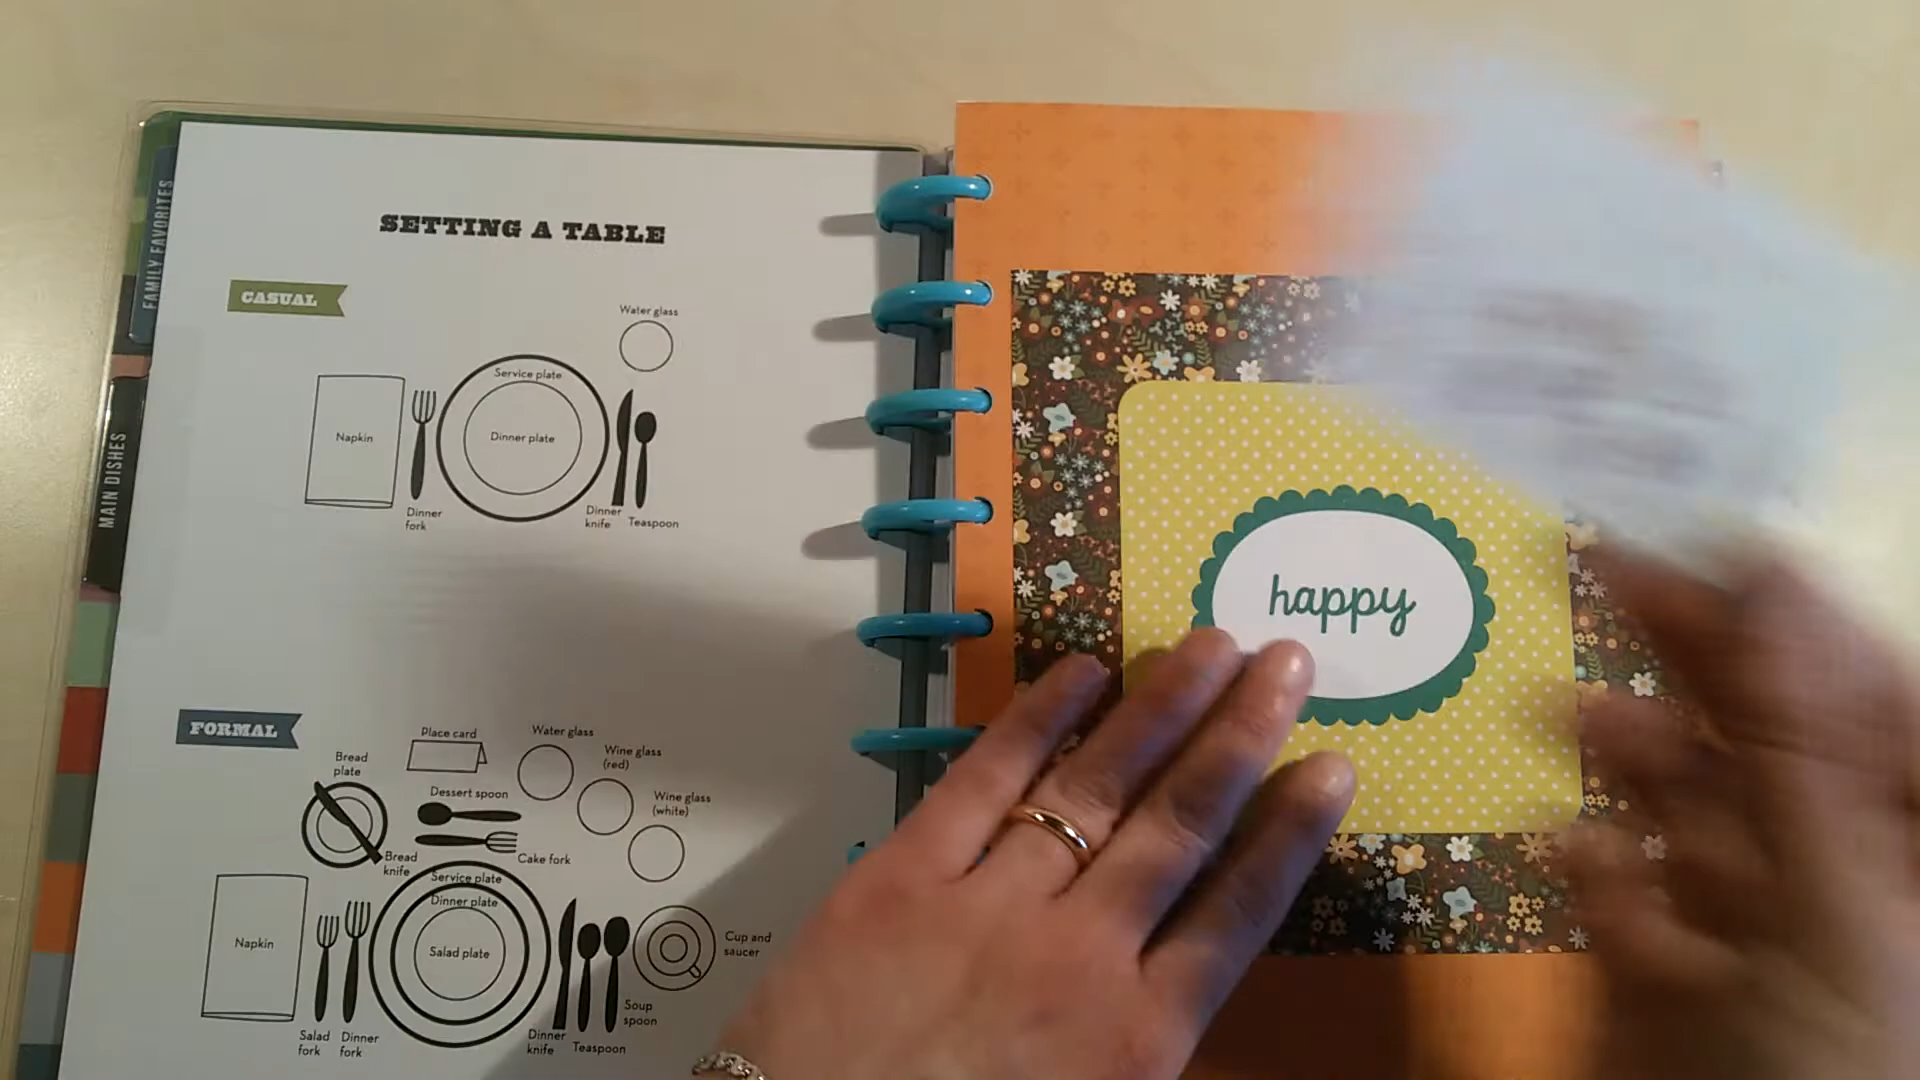 FAMILY FAVORITES
MAIN DISHES
SETTING A TABLE
CASUAL
Water glass
Service plate
Napkin
Dinner plate
Dinner
fork
Dinner
knife
Teaspoon
FORMAL
Place card
Water glass
Bread
plate
Wine glass
(red)
Dessert spoon
Wine glass
(white)
Bread
knife
Cake fork
Service plate
Dinner plate
Napkin
Salad plate
Cup and
saucer
Soup
spoon
Salad
fork
Dinner
fork
Dinner
knife
Teaspoon
happy